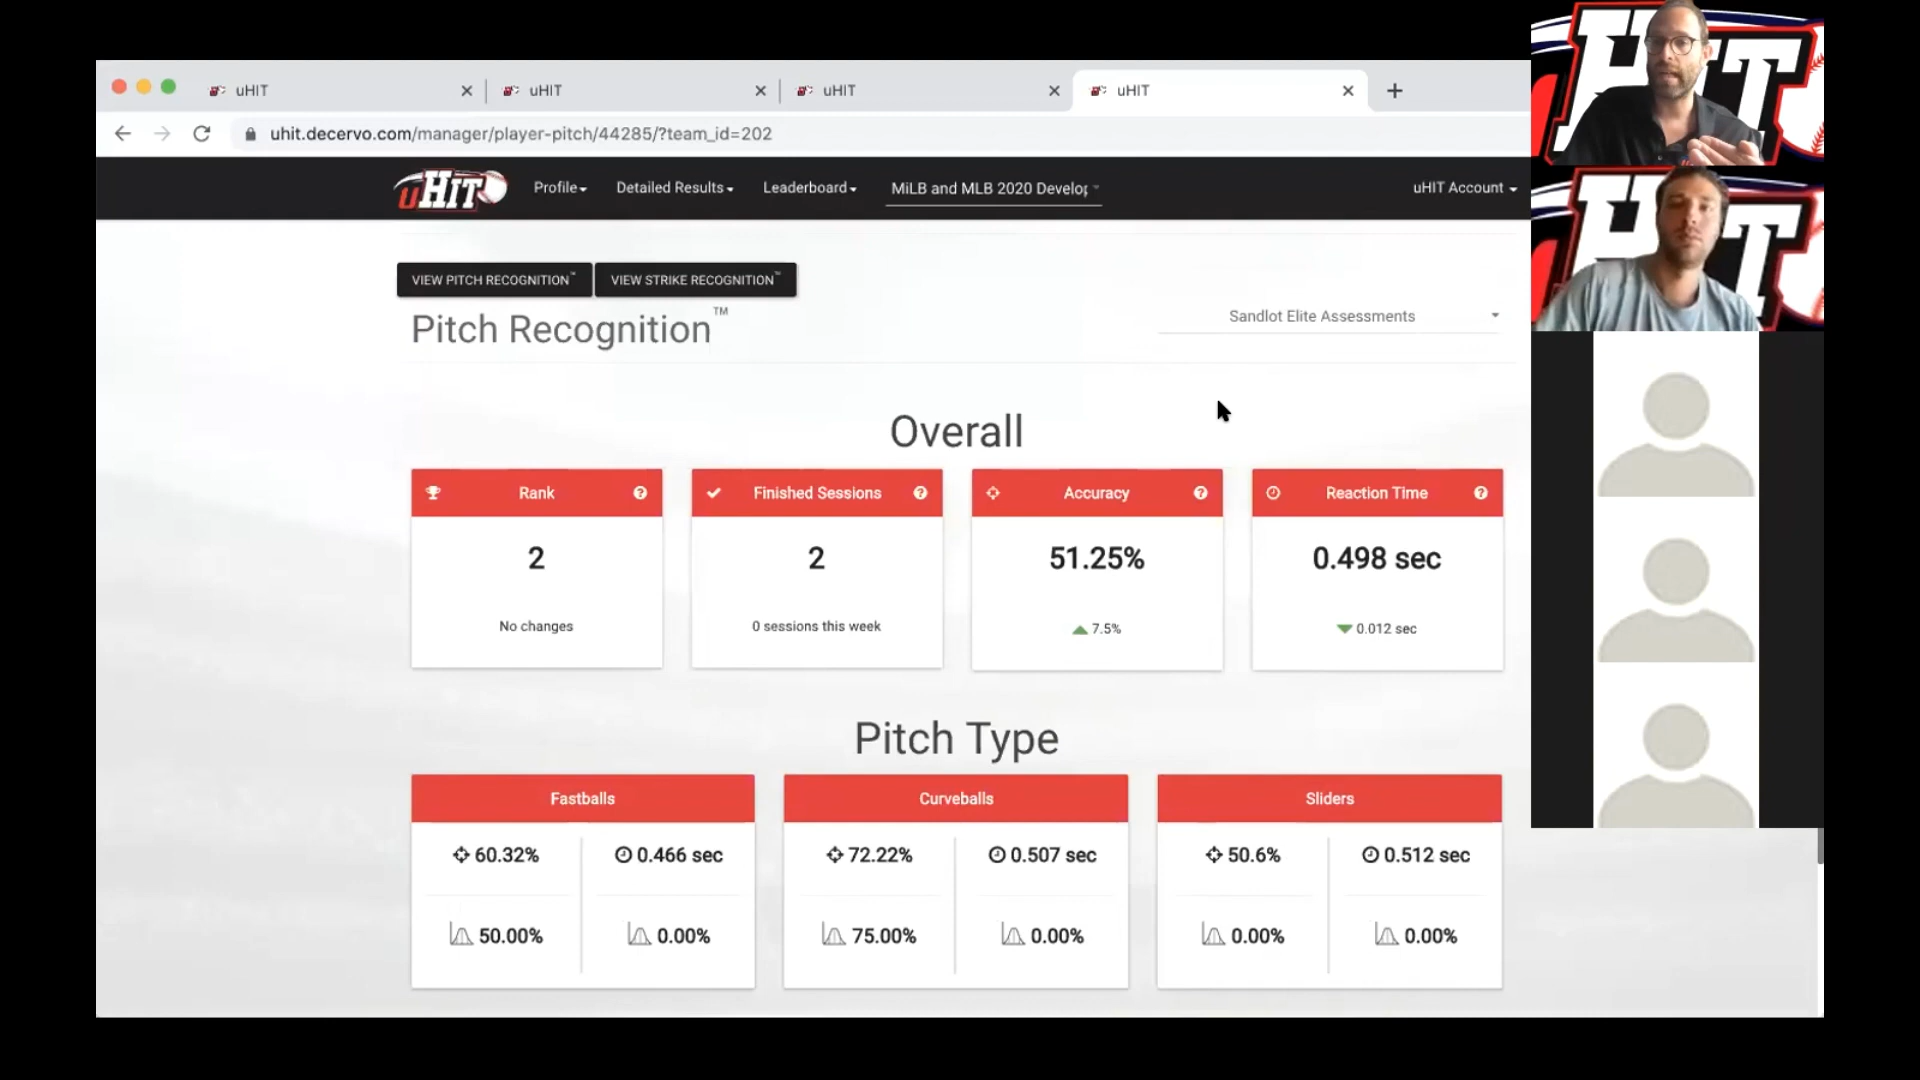 uHIT
uHIT
uHIT
uHIT
uhit.decervo.com/manager/player-pitch/44285/?team_id=202
uHIT
Profile
Detailed Results
Leaderboard
MiLB and MLB 2020 Develop
uHIT Account
VIEW PITCH RECOGNITION™
VIEW STRIKE RECOGNITION™
Pitch Recognition™
Sandlot Elite Assessments
Overall
Rank
2
No changes
Finished Sessions
2
0 sessions this week
Accuracy
51.25%
7.5%
Reaction Time
0.498 sec
0.012 sec
Pitch Type
Fastballs
60.32%
0.466 sec
50.00%
0.00%
Curveballs
72.22%
0.507 sec
75.00%
0.00%
Sliders
50.6%
0.512 sec
0.00%
0.00%